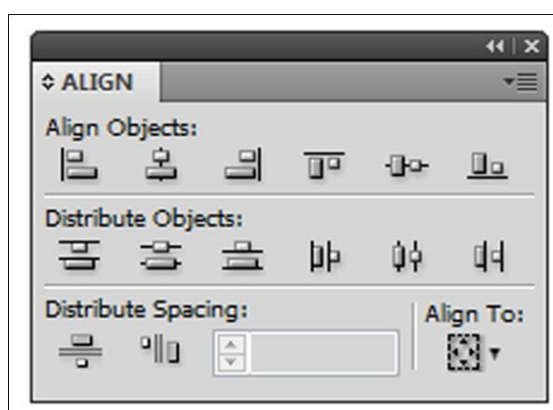 ALIGN
Align Objects:
Distribute Objects:
Distribute Spacing:
Align To: